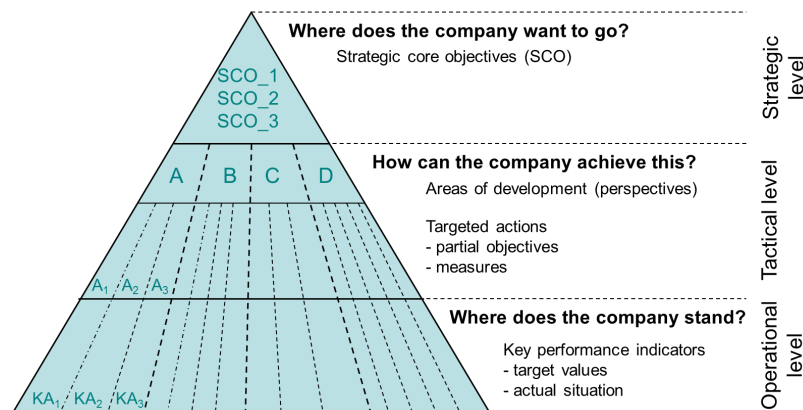 Where does the company want to go?
Strategic core objectives (SCO)
SCO_1
SCO_2
SCO_3
Strategic level
How can the company achieve this?
A B C D
Areas of development (perspectives)
Targeted actions
- partial objectives
- measures
A₁ A₂ A₃
Tactical level
Where does the company stand?
Key performance indicators
- target values
- actual situation
KA₁ KA₂ KA₃
Operational level